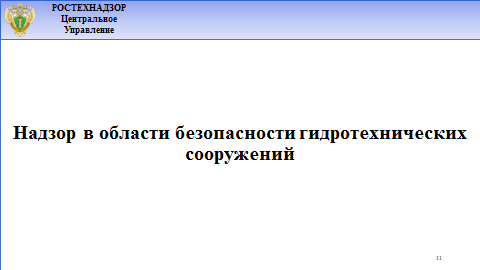 РОСТЕХНАДЗОР
Центральное
Управление
Надзор в области безопасности гидротехнических
сооружений
11